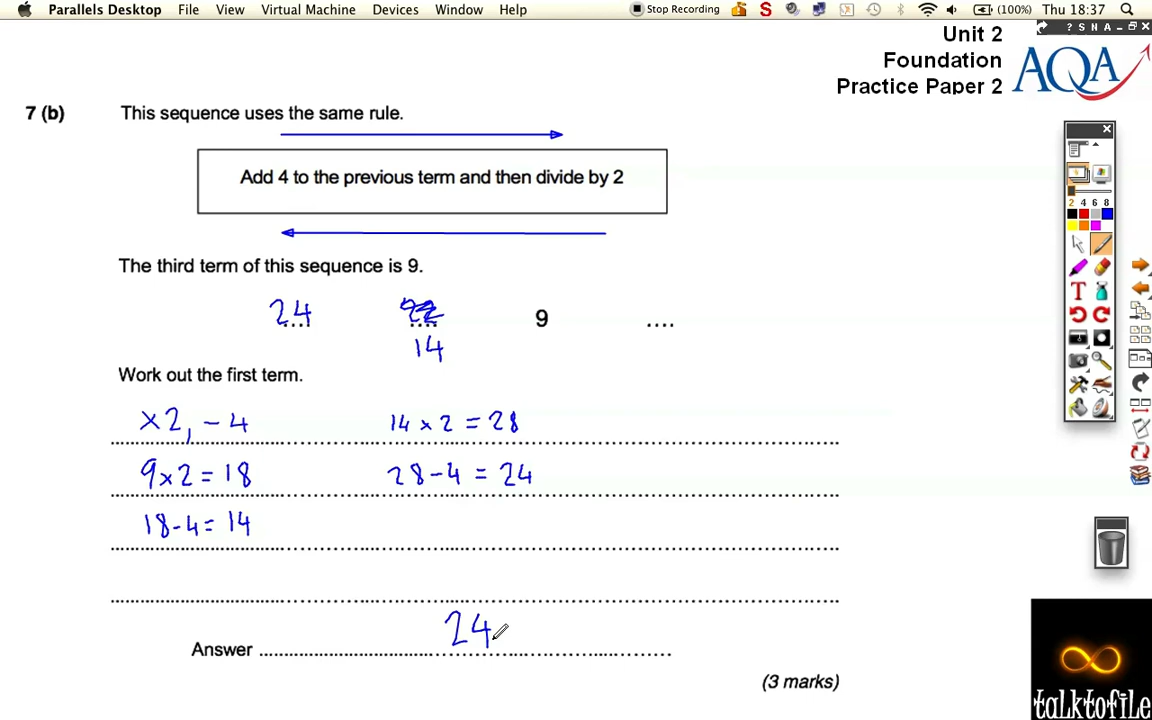 Parallels Desktop File View Virtual Machine Devices Window Help Stop Recording S (100%) Thu 18:37
? S N A
Unit 2
Foundation
Practice Paper 2
AQA
7 (b) This sequence uses the same rule.
Add 4 to the previous term and then divide by 2
The third term of this sequence is 9.
24 .... 22 .... 9 ....
14
Work out the first term.
×2, -4 14 × 2 = 28
9×2 = 18 28-4 = 24
18-4 = 14
24
Answer
(3 marks)
2 4 6 8
T
talktofile